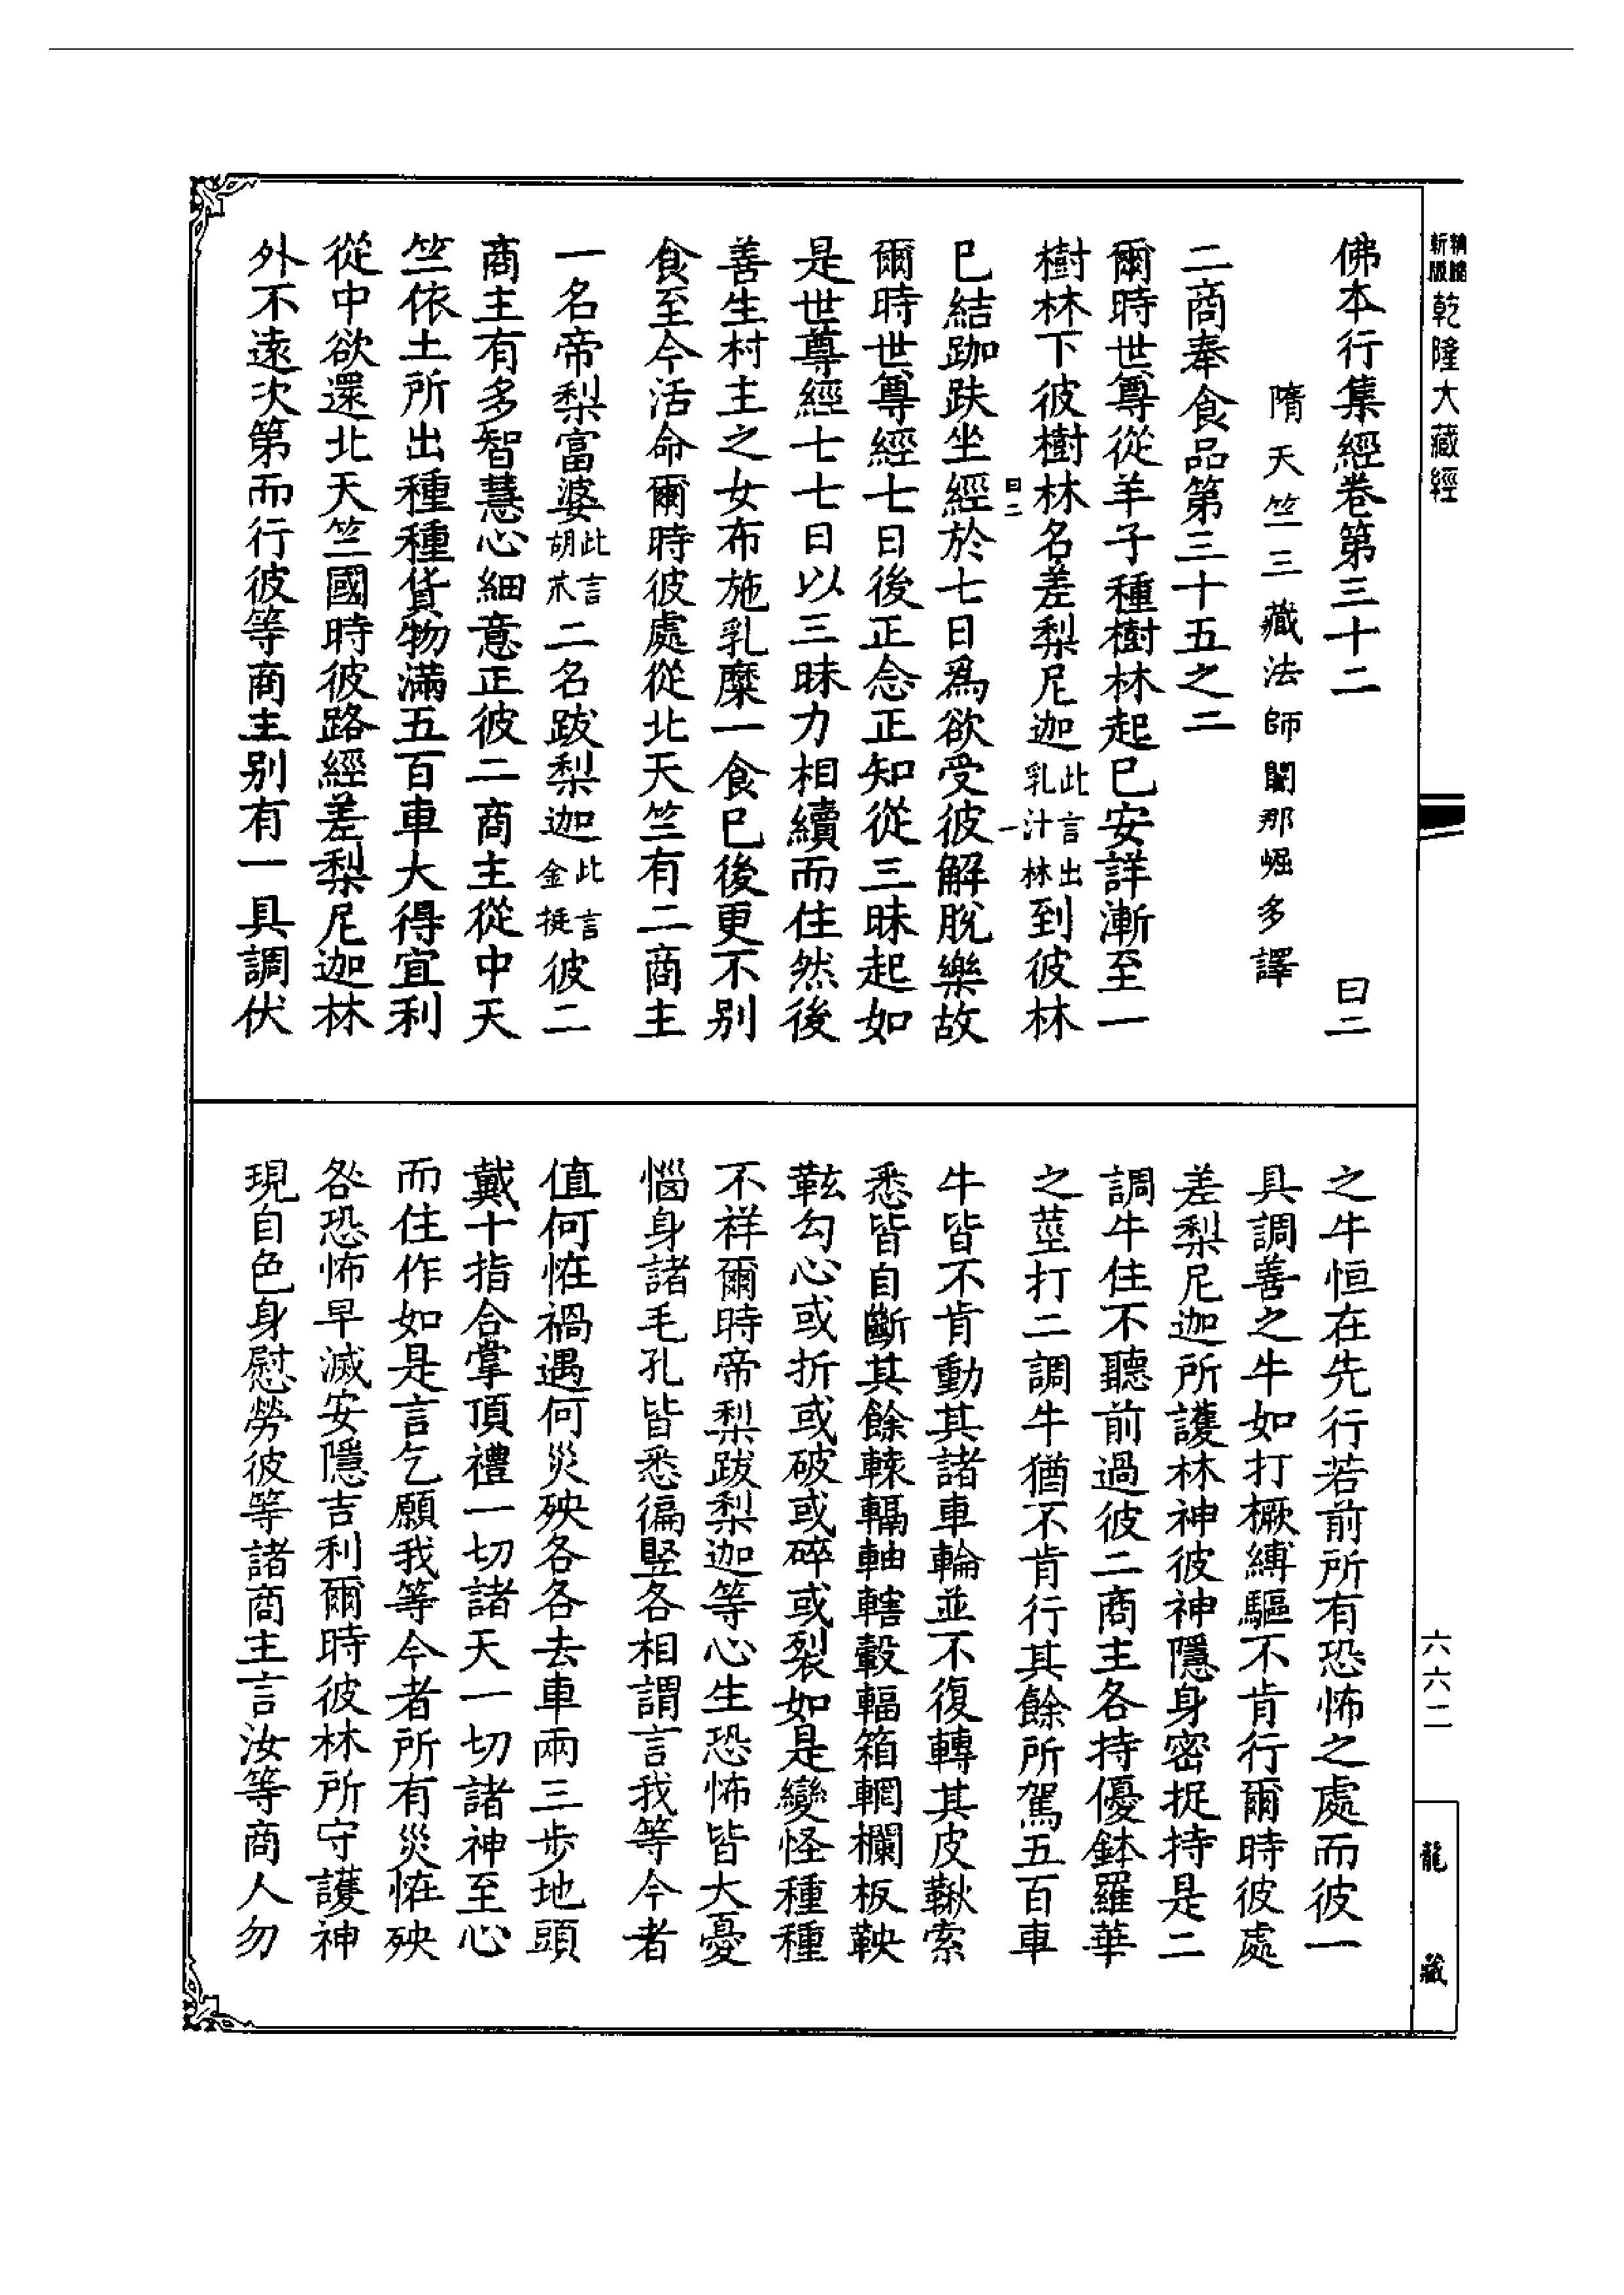 新版
乾隆大藏經
佛本行集經卷第三十二 曰二
隋天竺三藏法師闍那崛多譯
二商奉食品第三十五之二
爾時世尊從羊子種樹林起已安詳漸至一
樹林下彼樹林名差梨尼迦此言出乳汁林到彼林
曰二
一
已結跏趺坐經於七日爲欲受彼解脫樂故
爾時世尊經七日後正念正知從三昧起如
是世尊經七七日以三昧力相續而住然後
善生村主之女布施乳糜一食已後更不別
食至今活命爾時彼處從北天竺有二商主
一名帝梨富婆此言胡苽二名跋梨迦此言金挻彼二
商主有多智慧心細意正彼二商主從中天
竺依土所出種種貨物滿五百車大得宜利
從中欲還北天竺國時彼路經差梨尼迦林
外不遠次第而行彼等商主别有一具調伏
之牛恒在先行若前所有恐怖之處而彼一
具調善之牛如打橛縛驅不肯行爾時彼處
差梨尼迦所護林神彼神隱身密捉持是二
調牛住不聽前過彼二商主各持優鉢羅華
之莖打二調牛猶不肯行其餘所駕五百車
牛皆不肯動其諸車輪並不復轉其皮鞦索
悉皆自斷其餘轅轓軸轄轂輻箱輞欄板鞅
鞍勾心或折或破或碎或裂如是變怪種種
不祥爾時帝梨跋梨迦等心生恐怖皆大憂
惱身諸毛孔皆悉徧竪各相謂言我等今者
值何恠禍遇何災殃各各去車兩三步地頭
戴十指合掌頂禮一切諸天一切諸神至心
而住作如是言乞願我等今者所有災恠殃
咎恐怖早滅安隱吉利爾時彼林所守護神
現自色身慰勞彼等諸商主言汝等商人勿
六六二
龍藏